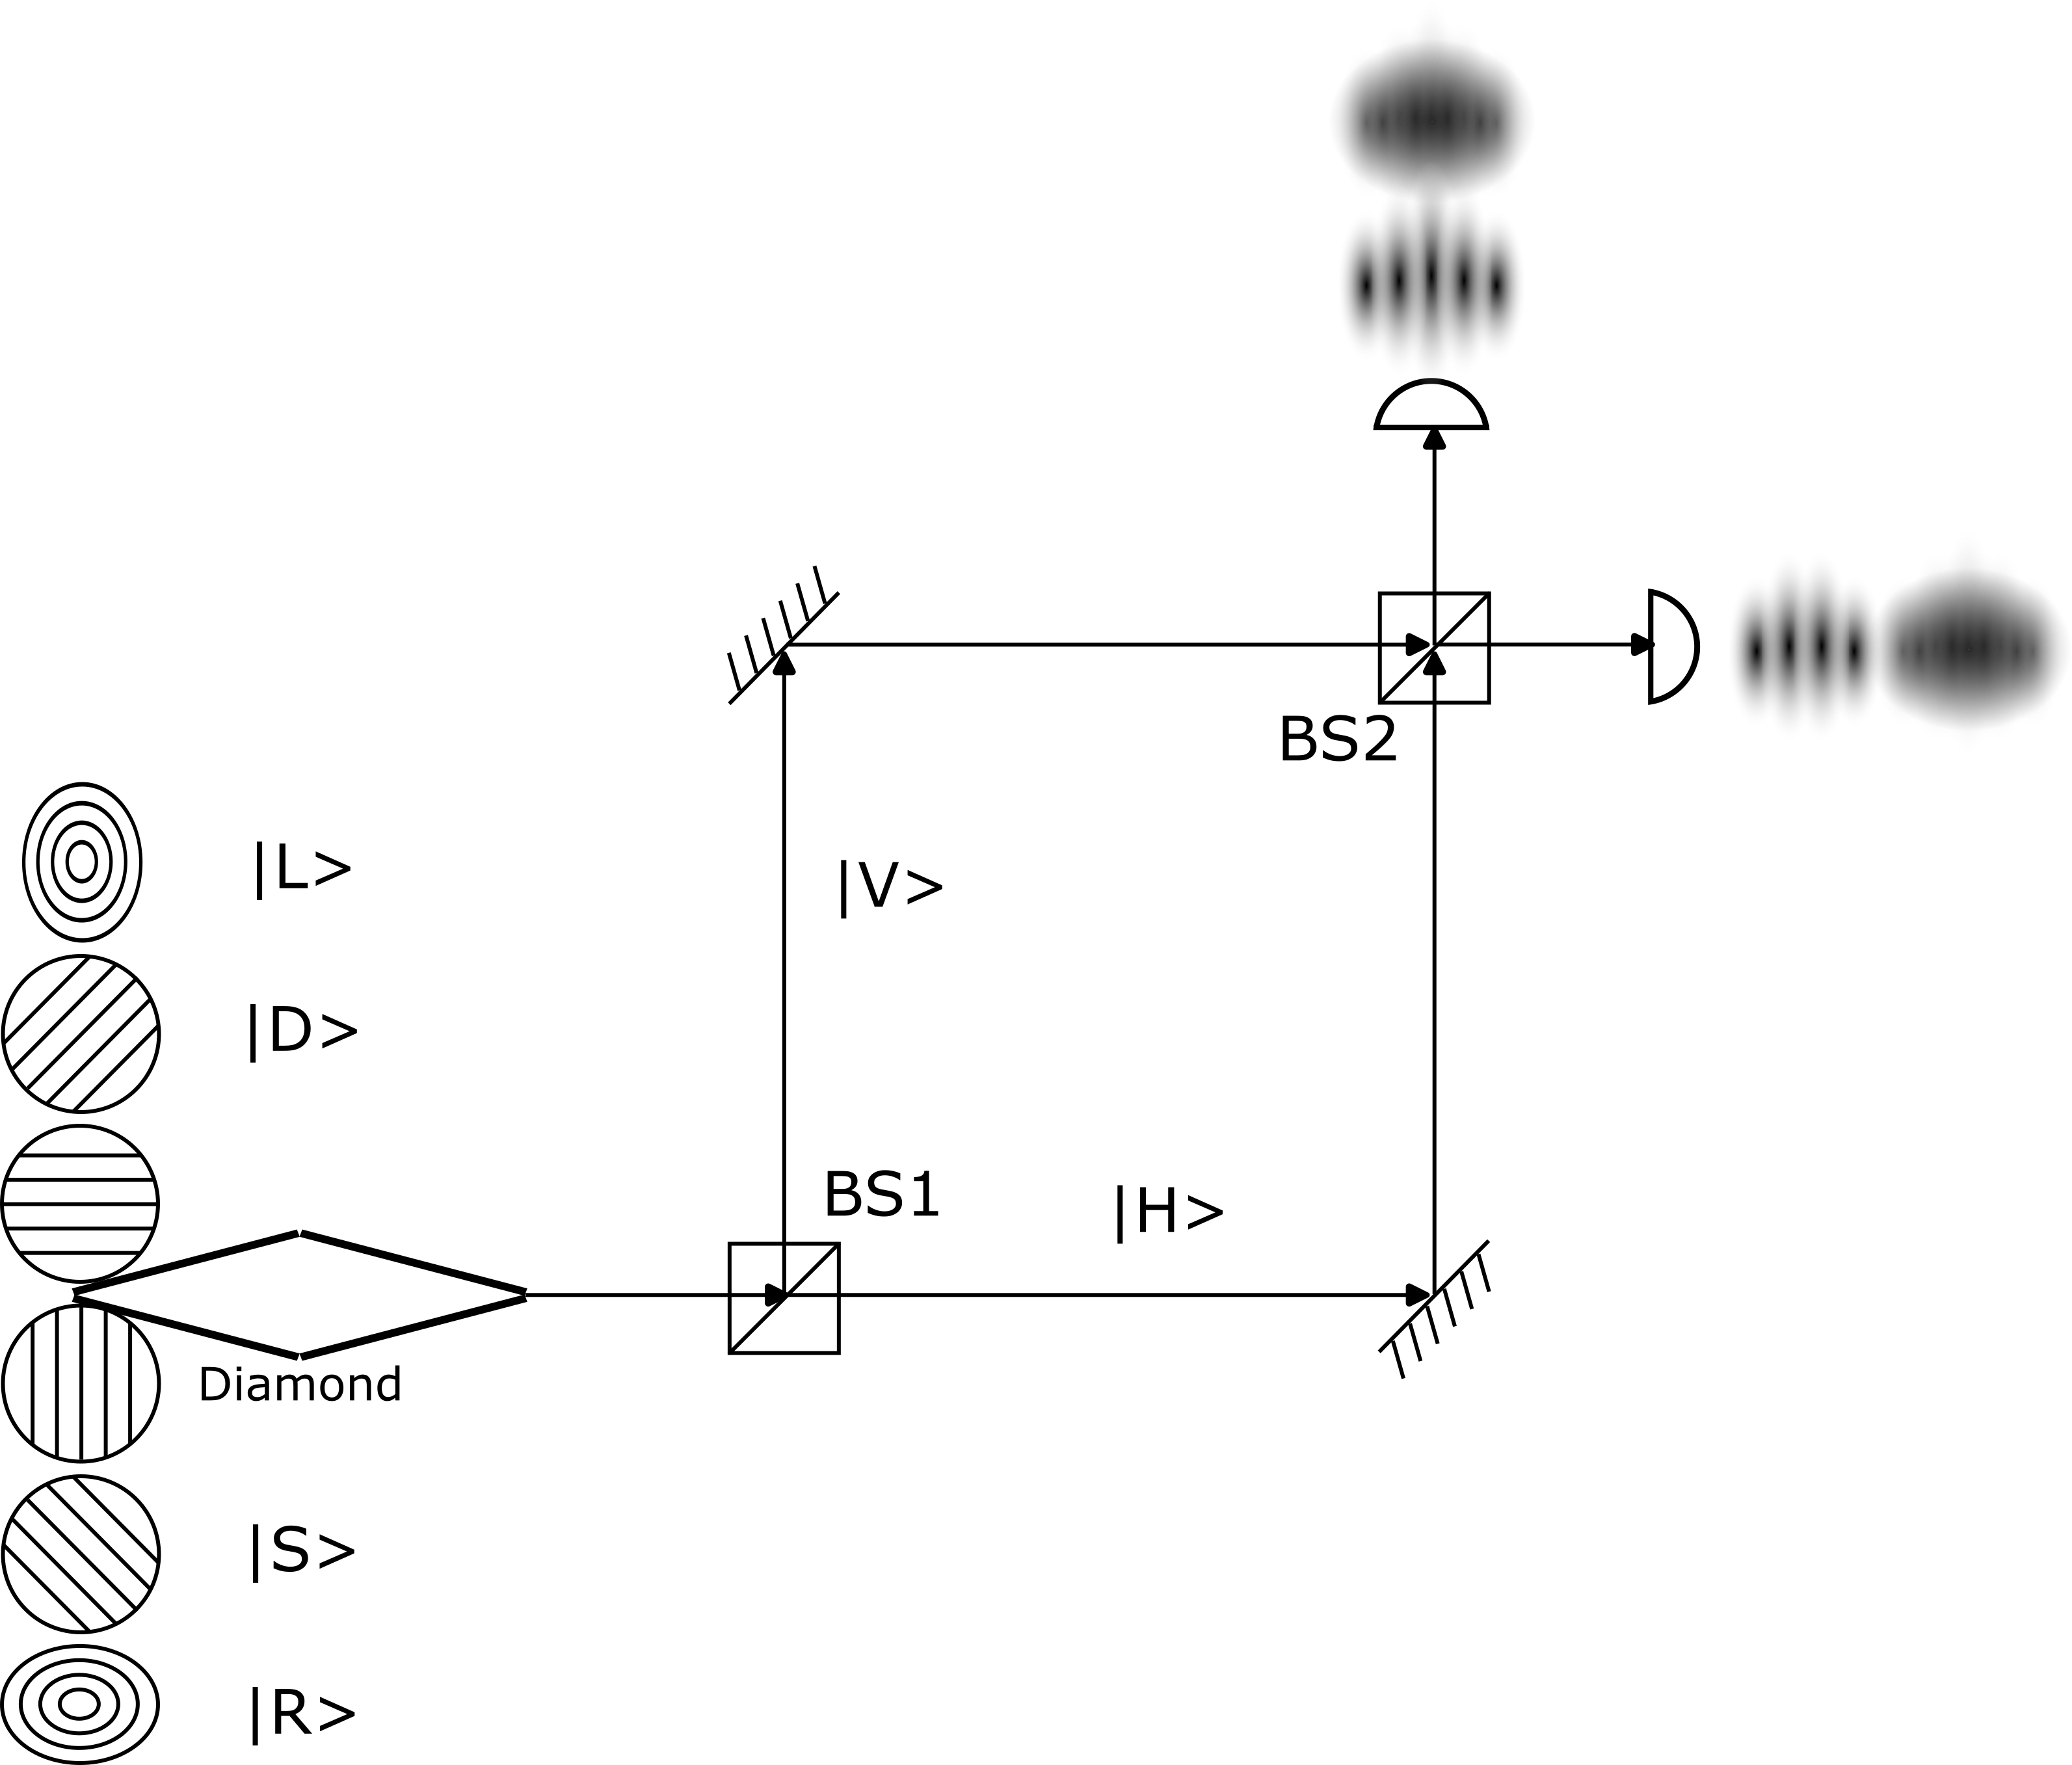 BS2
|L>
|V>
|D>
BS1
|H>
Diamond
|S>
|R>